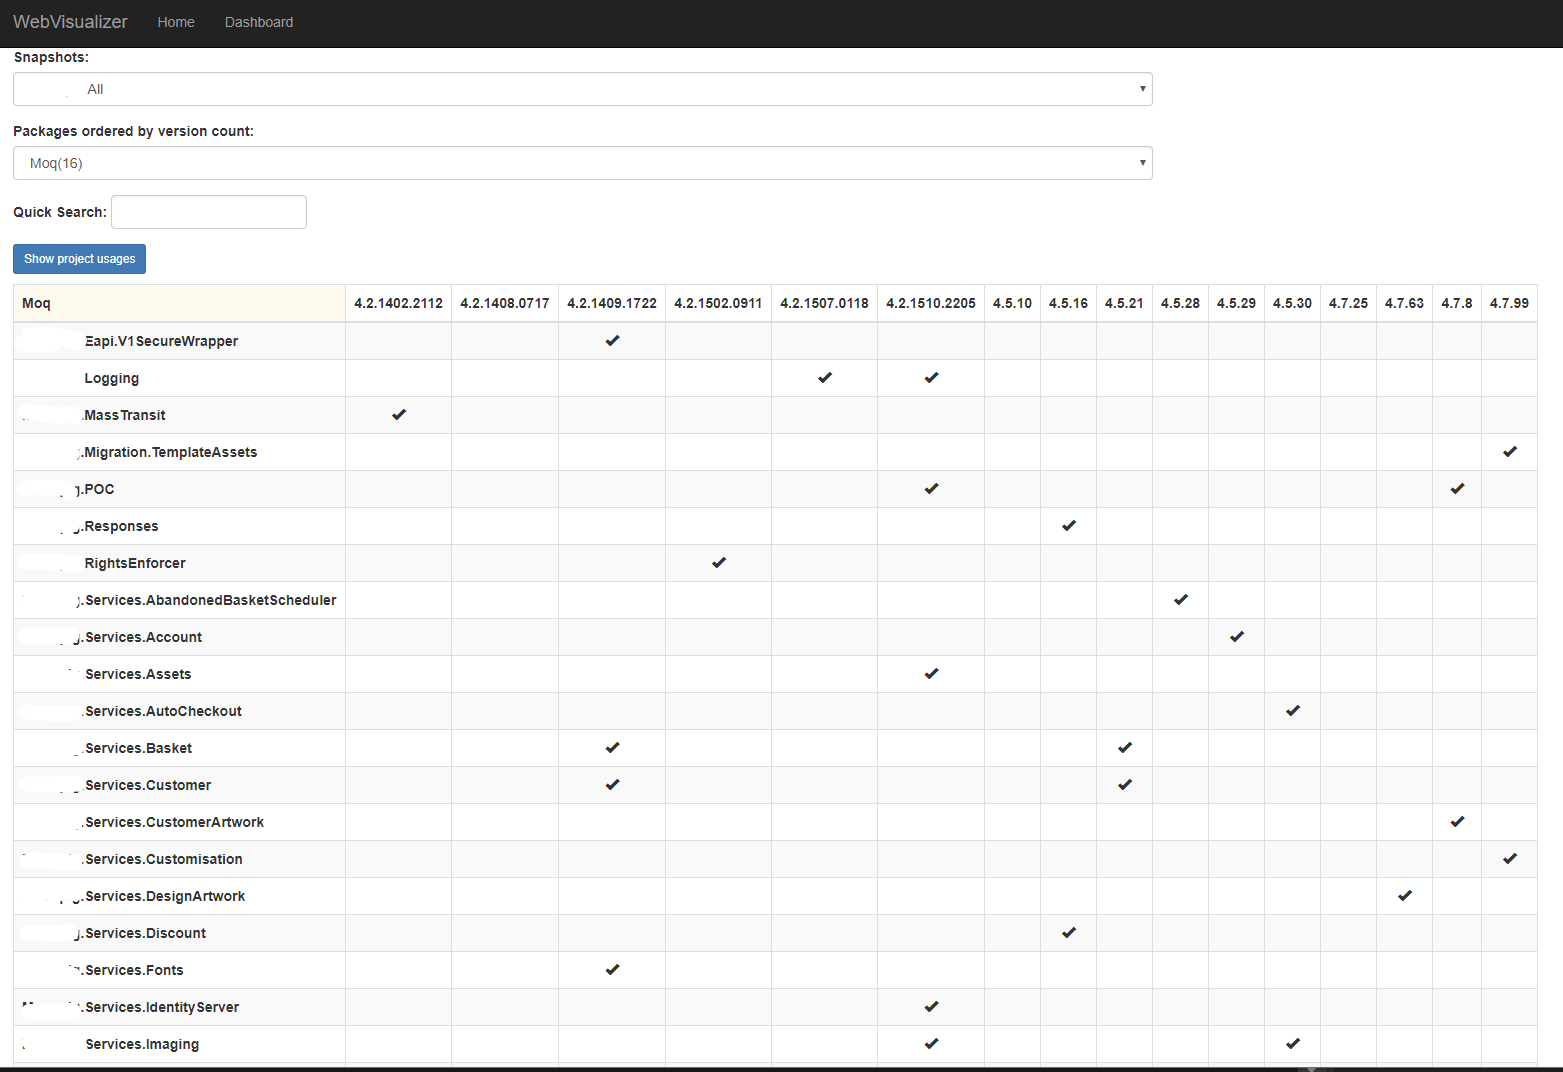 WebVisualizer Home Dashboard
Snapshots:
All
Packages ordered by version count:
Moq(16)
Quick Search:
Show project usages
Moq 4.2.1402.2112 4.2.1408.0717 4.2.1409.1722 4.2.1502.0911 4.2.1507.0118 4.2.1510.2205 4.5.10 4.5.16 4.5.21 4.5.28 4.5.29 4.5.30 4.7.25 4.7.63 4.7.8 4.7.99
Eapi.V1SecureWrapper ✔
Logging ✔ ✔
.MassTransit ✔
.Migration.TemplateAssets ✔
.POC ✔ ✔
.Responses ✔
RightsEnforcer ✔
.Services.AbandonedBasketScheduler ✔
.Services.Account ✔
Services.Assets ✔
.Services.AutoCheckout ✔
.Services.Basket ✔ ✔
.Services.Customer ✔ ✔
.Services.CustomerArtwork ✔
.Services.Customisation ✔
.Services.DesignArtwork ✔
.Services.Discount ✔
.Services.Fonts ✔
.Services.IdentityServer ✔
Services.Imaging ✔ ✔